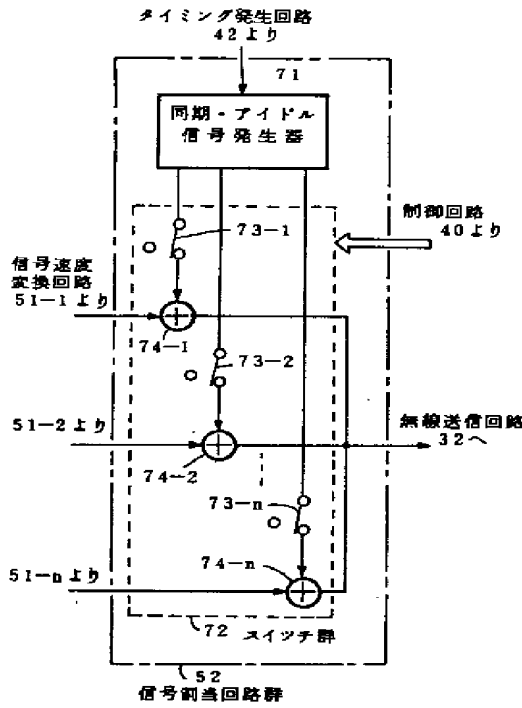 タイミング発生回路
42より
71
同期・アイドル
信号発生器
73-1
制御回路
40より
信号速度
変換回路
51-1より
74-1
73-2
51-2より
無線送信回路
32へ
74-2
73-n
74-n
51-nより
72 スイッチ群
52
信号割当回路群